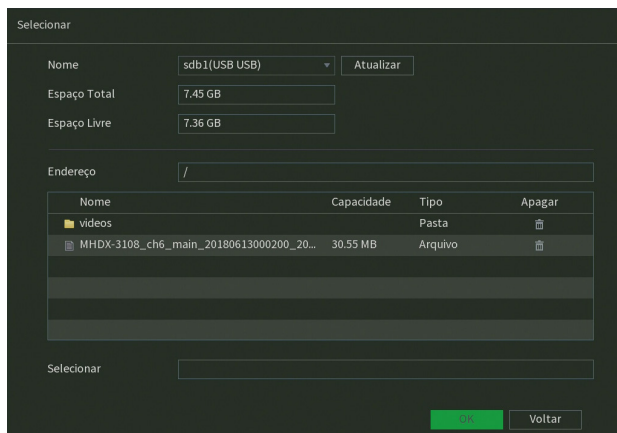 Selecionar
Nome sdb1(USB USB) Atualizar
Espaço Total 7.45 GB
Espaço Livre 7.36 GB
Endereço /
Nome Capacidade Tipo Apagar
videos Pasta
MHDX-3108_ch6_main_20180613000200_20... 30.55 MB Arquivo
Selecionar
OK Voltar